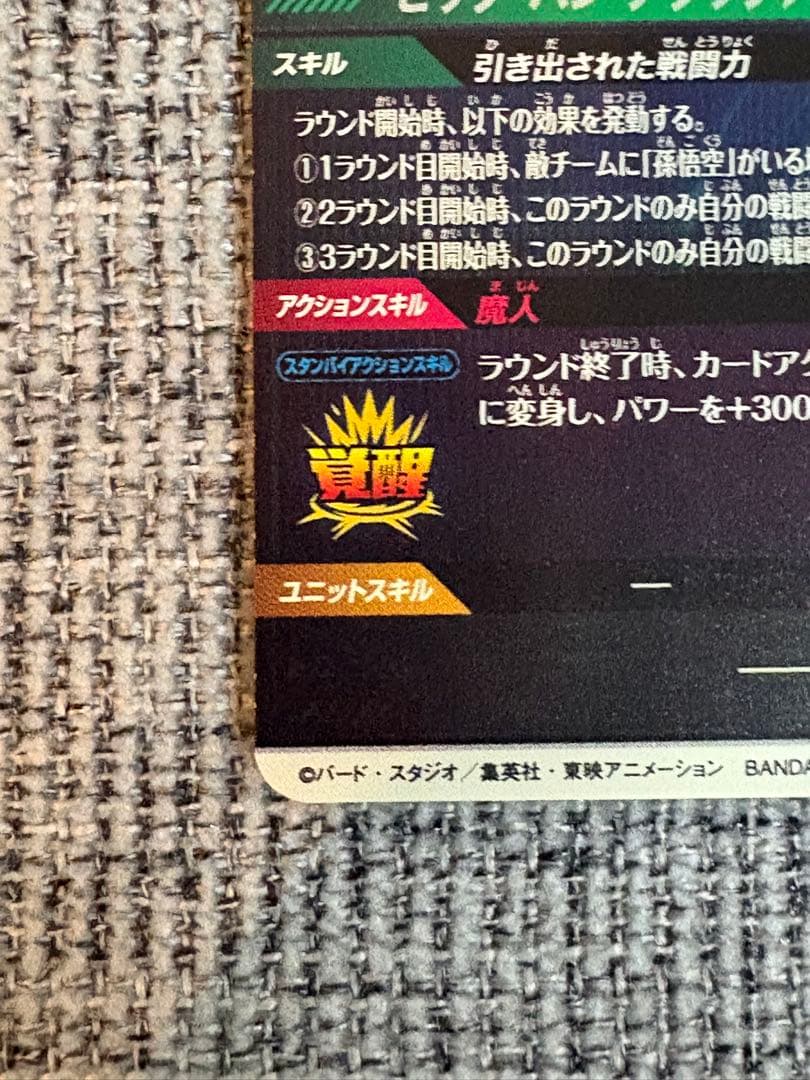 スキル 引き出された戦闘力
ラウンド開始時、以下の効果を発動する。
①1ラウンド目開始時、敵チームに「孫悟空」がいる
②2ラウンド目開始時、このラウンドのみ自分の戦闘
③3ラウンド目開始時、このラウンドのみ自分の戦闘
アクションスキル 魔人
スタンバイアクションスキル
ラウンド終了時、カードアク
に変身し、パワーを+300
覚醒
ユニットスキル ー
©バード・スタジオ／集英社・東映アニメーション BANDA